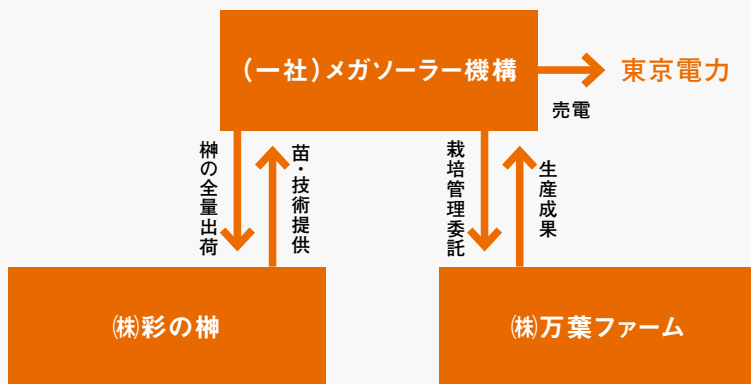 （一社）メガソーラー機構
東京電力
売電
榊の全量出荷
苗・技術提供
栽培管理委託
生産成果
㈱彩の榊
㈱万葉ファーム